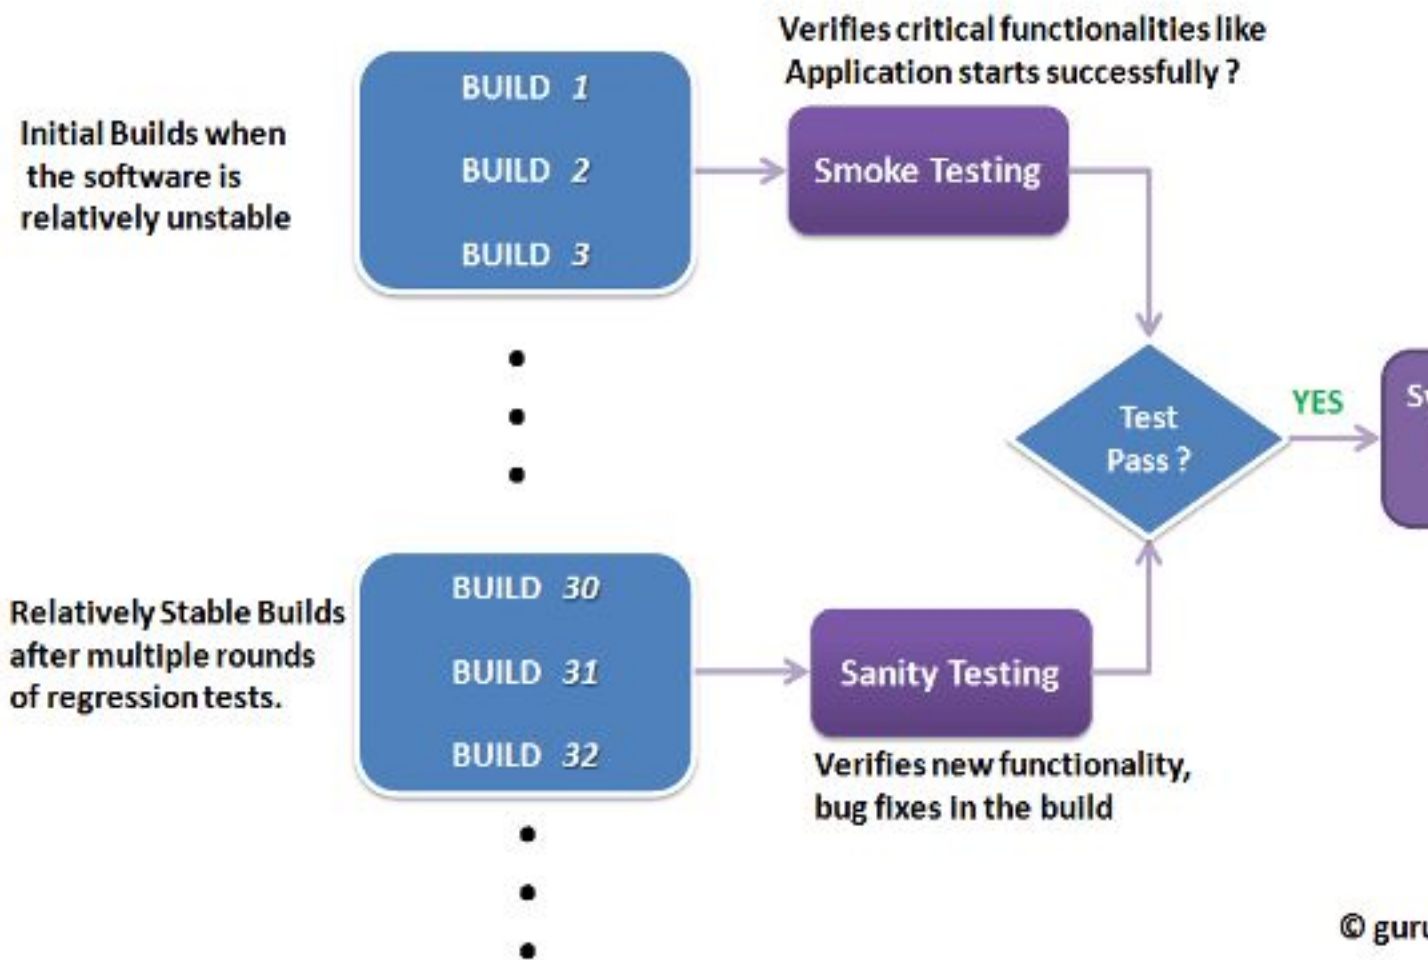 Verifies critical functionalities like
Application starts successfully ?
Initial Builds when
the software is
relatively unstable
BUILD 1
BUILD 2
BUILD 3
Smoke Testing
Test
Pass ?
YES
Relatively Stable Builds
after multiple rounds
of regression tests.
BUILD 30
BUILD 31
BUILD 32
Sanity Testing
Verifies new functionality,
bug fixes in the build
©